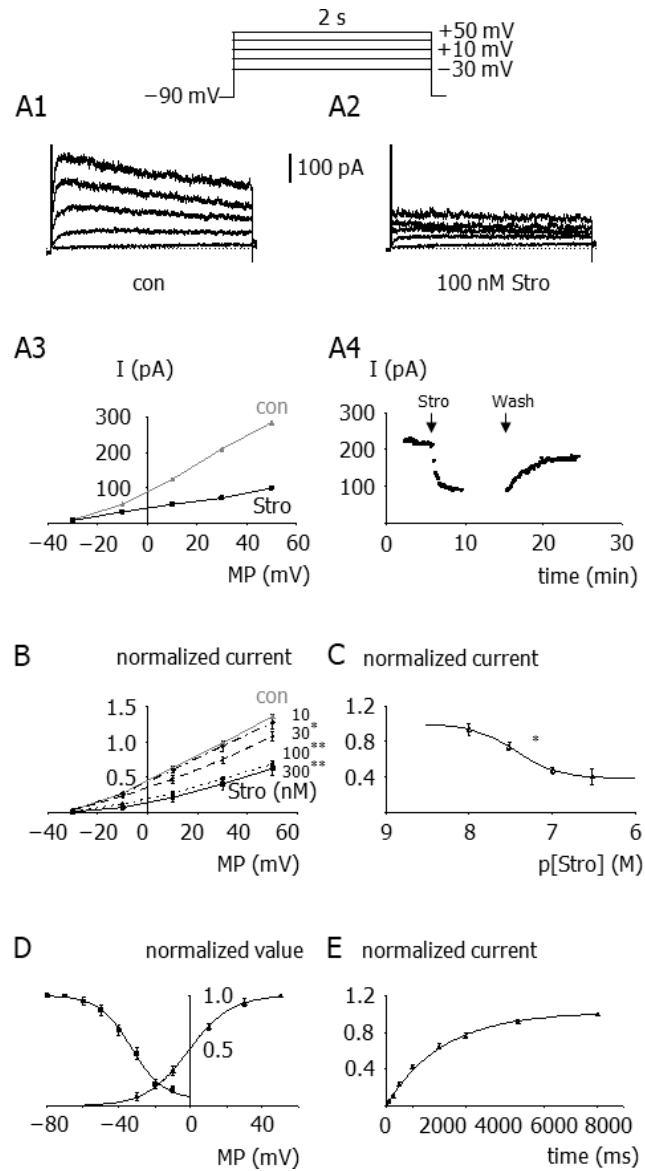 2 s
+50 mV
+10 mV
−30 mV
−90 mV
A1
A2
100 pA
con
100 nM Stro
A3
I (pA)
con
300
200
100
Stro
−40 −20 0 20 40 60
MP (mV)
A4
I (pA)
Stro
Wash
300
200
100
0 10 20 30
time (min)
B
normalized current
con
1.5
1.0
0.5
10
30*
100**
300**
Stro (nM)
−40 −20 0 20 40 60
MP (mV)
C
normalized current
1.2
0.8
0.4
*
9 8 7 6
p[Stro] (M)
D
normalized value
1.0
0.5
−80 −40 0 40
MP (mV)
E
normalized current
1.2
0.8
0.4
0 2000 4000 6000 8000
time (ms)